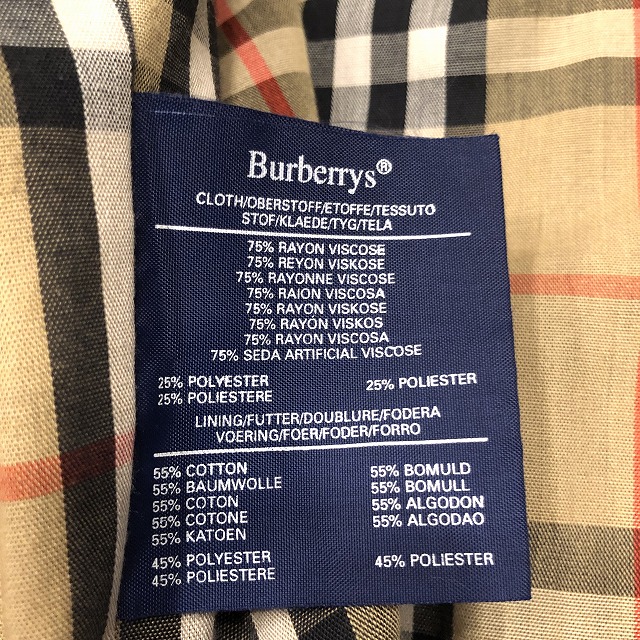 Burberrys®
CLOTH/OBERSTOFF/ETOFFE/TESSUTO
STOF/KLAEDE/TYG/TELA
75% RAYON VISCOSE
75% REYON VISKOSE
75% RAYONNE VISCOSE
75% RAION VISCOSA
75% RAYON VISKOSE
75% RAYÓN VISKOS
75% RAYON VISCOSA
75% SEDA ARTIFICIAL VISCOSE
25% POLYESTER 25% POLIESTER
25% POLIESTERE
LINING/FUTTER/DOUBLURE/FODERA
VOERING/FOER/FODER/FORRO
55% COTTON 55% BOMULD
55% BAUMWOLLE 55% BOMULL
55% COTON 55% ALGODON
55% COTONE 55% ALGODAO
55% KATOEN
45% POLYESTER 45% POLIESTER
45% POLIESTERE